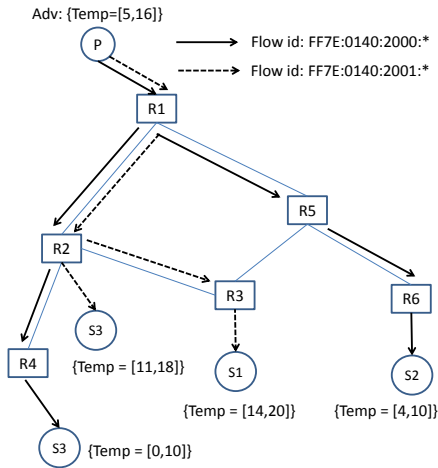 Adv: {Temp=[5,16]}
Flow id: FF7E:0140:2000:*
P
Flow id: FF7E:0140:2001:*
R1
R5
R2
R3
R6
S3
R4
{Temp = [11,18]}
S1
S2
{Temp = [14,20]}
{Temp = [4,10]}
S3
{Temp = [0,10]}